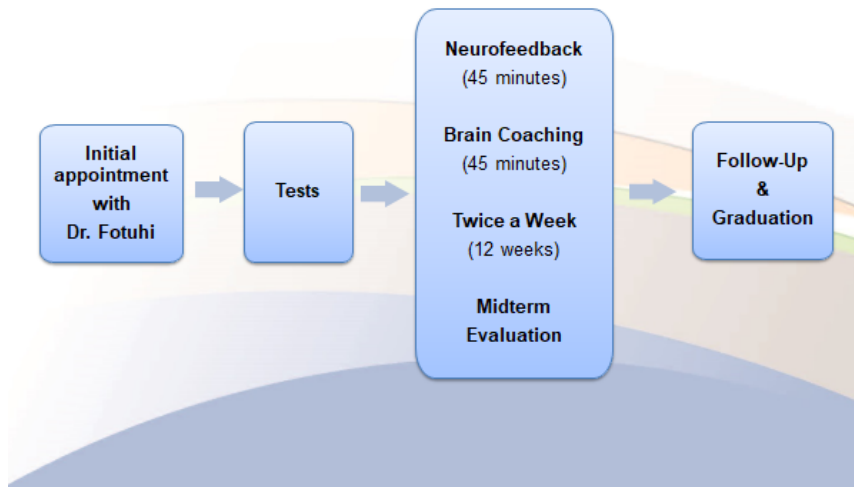 Initial
appointment
with
Dr. Fotuhi
Tests
Neurofeedback
(45 minutes)
Brain Coaching
(45 minutes)
Twice a Week
(12 weeks)
Midterm
Evaluation
Follow-Up
&
Graduation